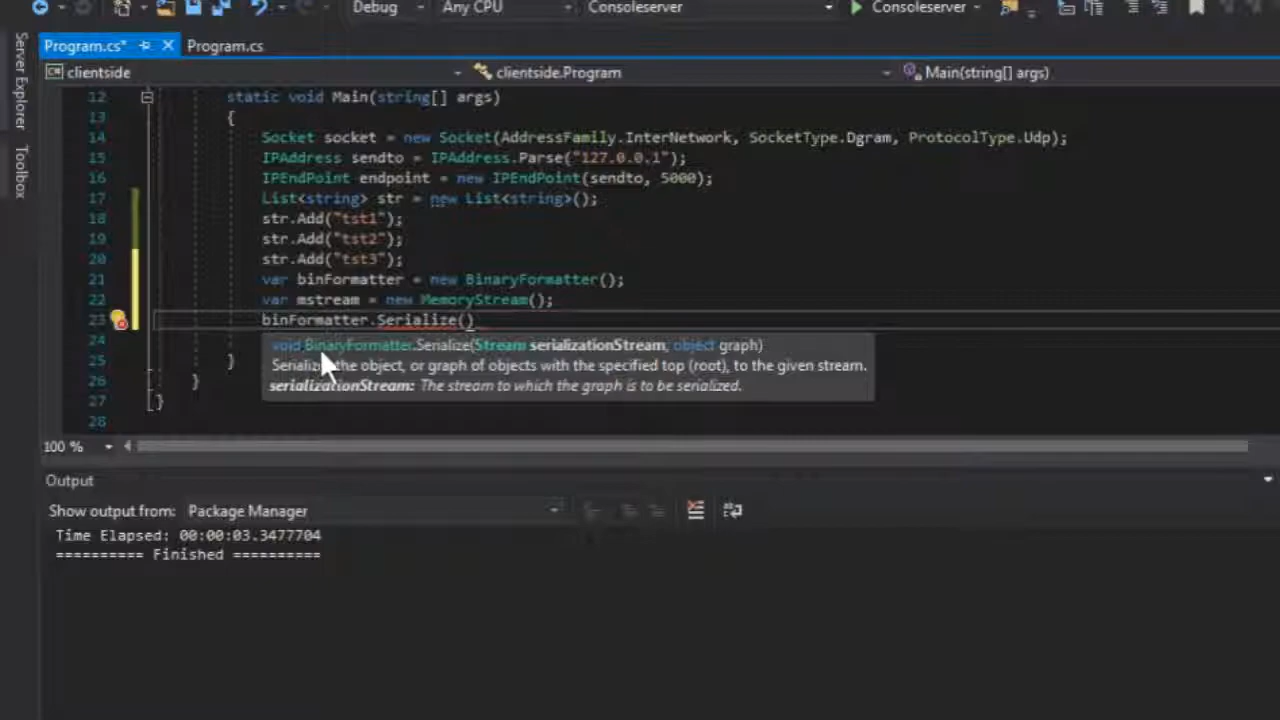 Debug Any CPU Consoleserver Consoleserver
Server Explorer
Toolbox
Program.cs* Program.cs
clientside clientside.Program Main(string[] args)
12 static void Main(string[] args)
13 {
14 Socket socket = new Socket(AddressFamily.InterNetwork, SocketType.Dgram, ProtocolType.Udp);
15 IPAddress sendto = IPAddress.Parse("127.0.0.1");
16 IPEndPoint endpoint = new IPEndPoint(sendto, 5000);
17 List<string> str = new List<string>();
18 str.Add("tst1");
19 str.Add("tst2");
20 str.Add("tst3");
21 var binFormatter = new BinaryFormatter();
22 var mstream = new MemoryStream();
23 binFormatter.Serialize()
24 void BinaryFormatter.Serialize(Stream serializationStream, object graph)
25 } Serializes the object, or graph of objects with the specified top (root), to the given stream.
26 } serializationStream: The stream to which the graph is to be serialized.
27 }
28
100 %
Output
Show output from: Package Manager
Time Elapsed: 00:00:03.3477704
========== Finished ==========